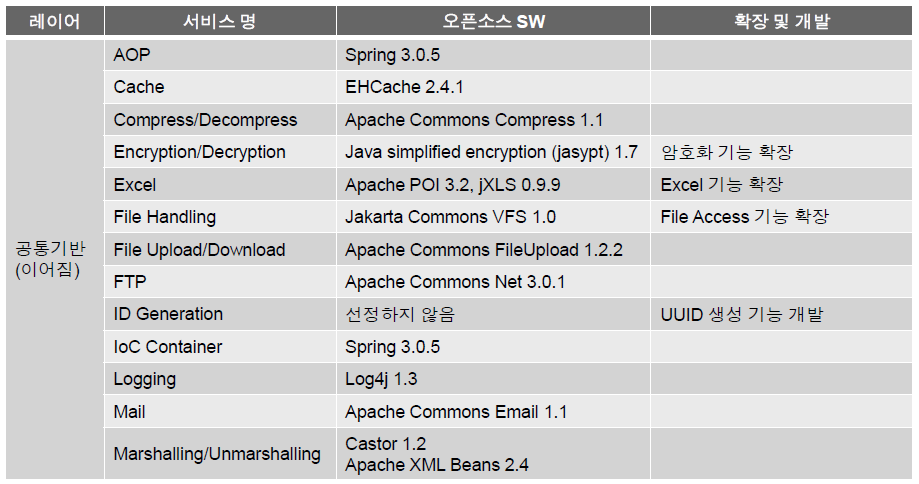 레이어 서비스 명 오픈소스 SW 확장 및 개발
AOP Spring 3.0.5
Cache EHCache 2.4.1
Compress/Decompress Apache Commons Compress 1.1
Encryption/Decryption Java simplified encryption (jasypt) 1.7 암호화 기능 확장
Excel Apache POI 3.2, jXLS 0.9.9 Excel 기능 확장
File Handling Jakarta Commons VFS 1.0 File Access 기능 확장
공통기반
(이어짐)
File Upload/Download Apache Commons FileUpload 1.2.2
FTP Apache Commons Net 3.0.1
ID Generation 선정하지 않음 UUID 생성 기능 개발
IoC Container Spring 3.0.5
Logging Log4j 1.3
Mail Apache Commons Email 1.1
Marshalling/Unmarshalling Castor 1.2
Apache XML Beans 2.4